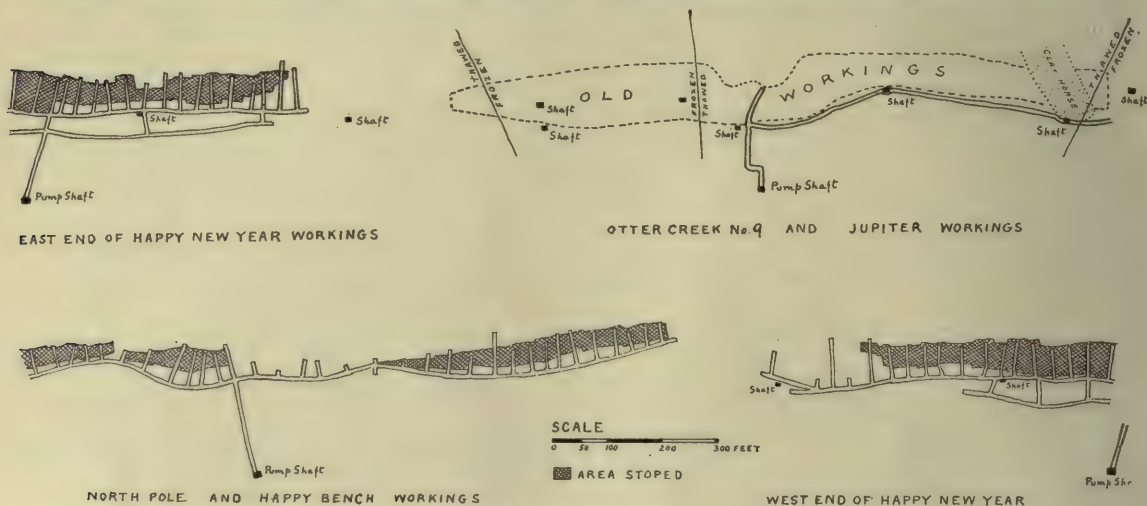 Shaft
Shaft
Pump Shaft
EAST END OF HAPPY NEW YEAR WORKINGS
THAWED
FROZEN
OLD
Shaft
Shaft
FROZEN
THAWED
Shaft
WORKINGS
Shaft
CLAY HORSE
THAWED
FROZEN
Shaft
Shaft
Pump Shaft
OTTER CREEK No. 9 AND JUPITER WORKINGS
Pump Shaft
NORTH POLE AND HAPPY BENCH WORKINGS
SCALE
0 50 100 200 300 FEET
AREA STOPED
Shaft
Shaft
Pump Shr
WEST END OF HAPPY NEW YEAR